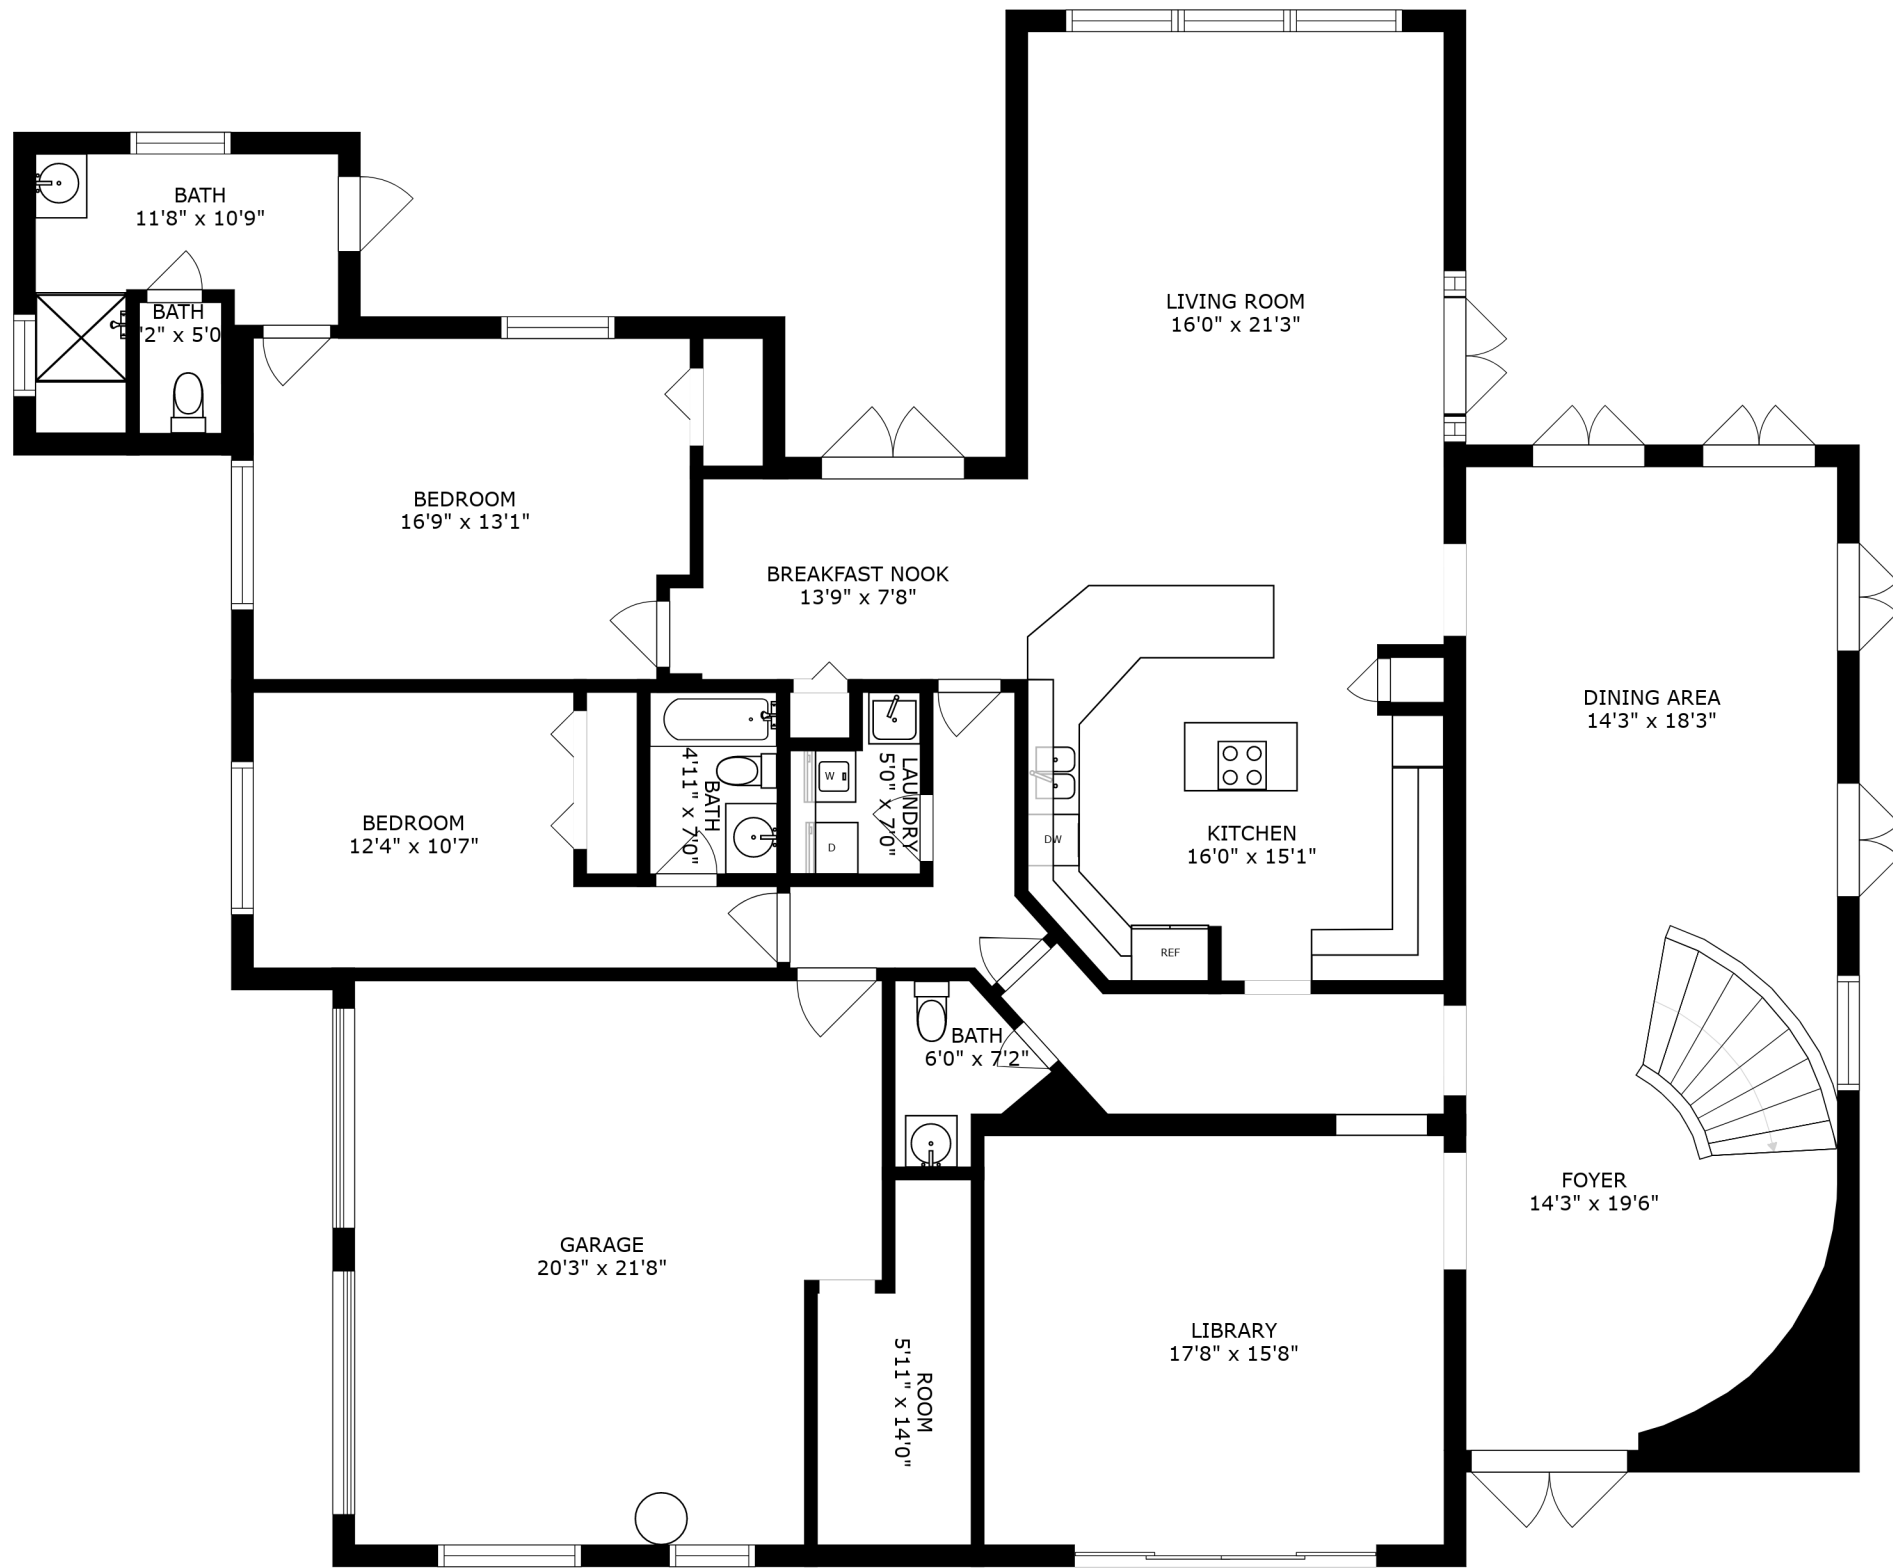 BATH
11'8" x 10'9"
BATH
'2" x 5'0
LIVING ROOM
16'0" x 21'3"
BEDROOM
16'9" x 13'1"
BREAKFAST NOOK
13'9" x 7'8"
DINING AREA
14'3" x 18'3"
BEDROOM
12'4" x 10'7"
BATH
4'11" x 7'0"
W
D
LAUNDRY
5'0" x 7'0"
DW
KITCHEN
16'0" x 15'1"
REF
BATH
6'0" x 7'2"
FOYER
14'3" x 19'6"
GARAGE
20'3" x 21'8"
ROOM
5'11" x 14'0"
LIBRARY
17'8" x 15'8"